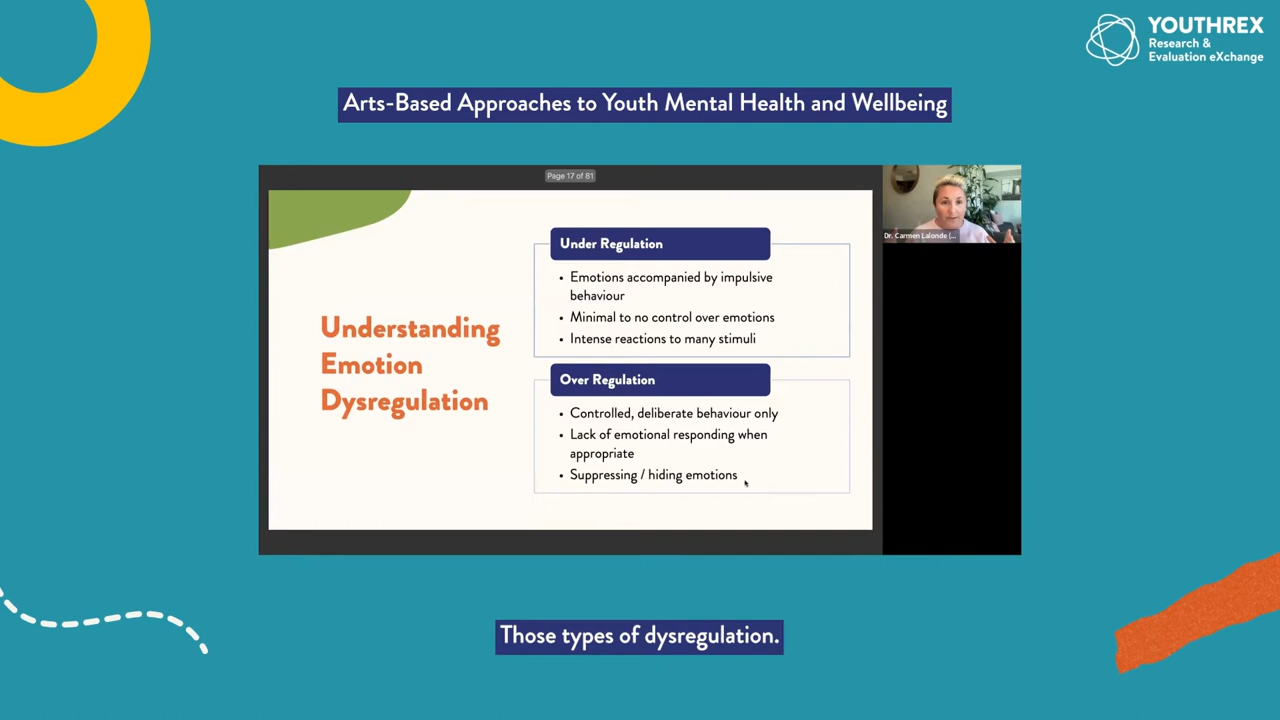 YOUTHREX
Research &
Evaluation eXchange
Arts-Based Approaches to Youth Mental Health and Wellbeing
Page 17 of 81
Understanding
Emotion
Dysregulation
Under Regulation
• Emotions accompanied by impulsive
behaviour
• Minimal to no control over emotions
• Intense reactions to many stimuli
Over Regulation
• Controlled, deliberate behaviour only
• Lack of emotional responding when
appropriate
• Suppressing / hiding emotions
Dr. Carmen Lalonde (...
Those types of dysregulation.